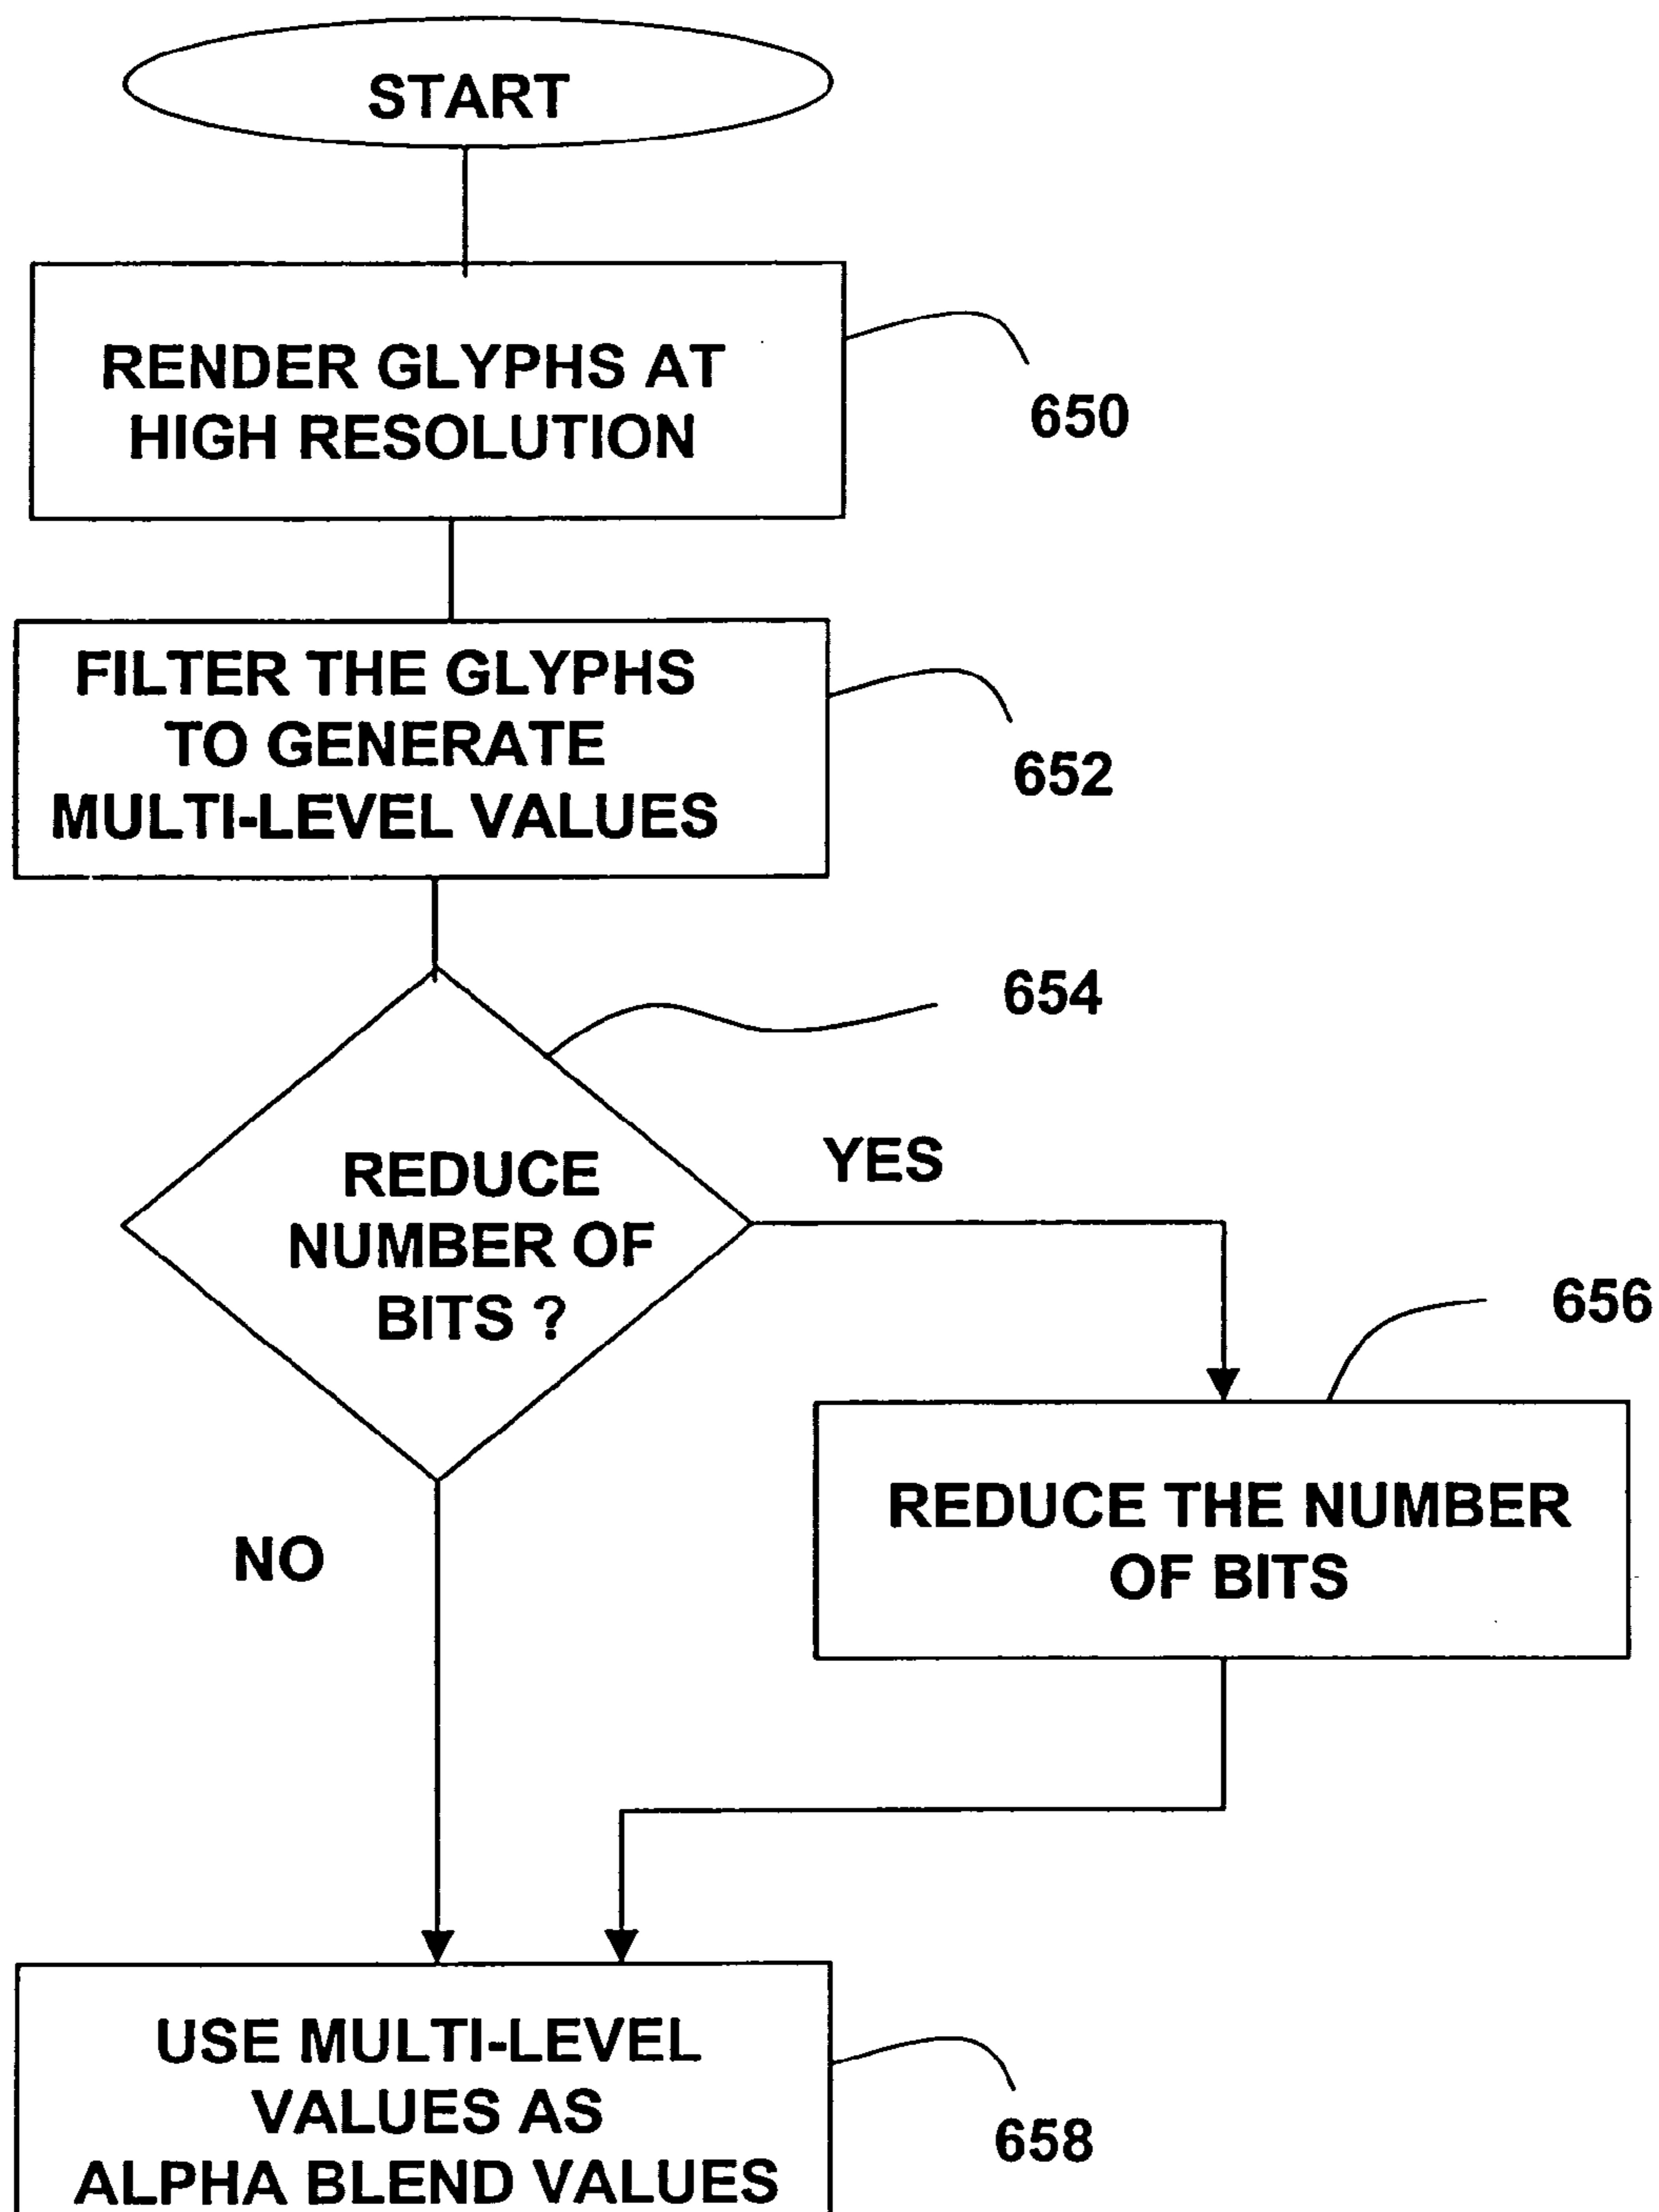 START
RENDER GLYPHS AT
HIGH RESOLUTION
650
FILTER THE GLYPHS
TO GENERATE
MULTI-LEVEL VALUES
652
654
REDUCE
NUMBER OF
BITS ?
YES
656
REDUCE THE NUMBER
OF BITS
NO
USE MULTI-LEVEL
VALUES AS
ALPHA BLEND VALUES
658